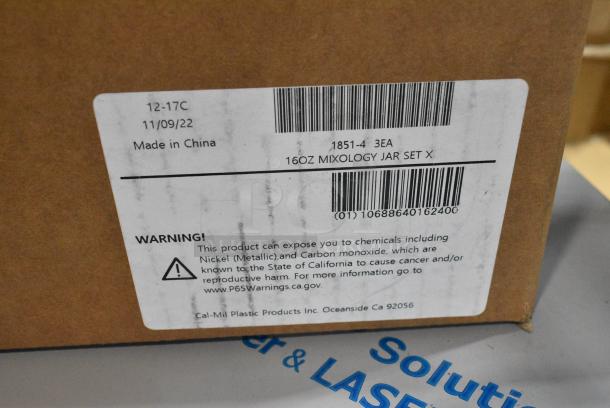 12-17C
11/09/22
Made in China
1851-4 3EA
16OZ MIXOLOGY JAR SET X
(01) 10688640162400
WARNING!
This product can expose you to chemicals including
Nickel (Metallic),and Carbon monoxide, which are
known to the State of California to cause cancer and/or
reproductive harm. For more information go to
www.P65Warnings.ca.gov.
Cal-Mil Plastic Products Inc. Oceanside Ca 92056
Soluti
er & LASE